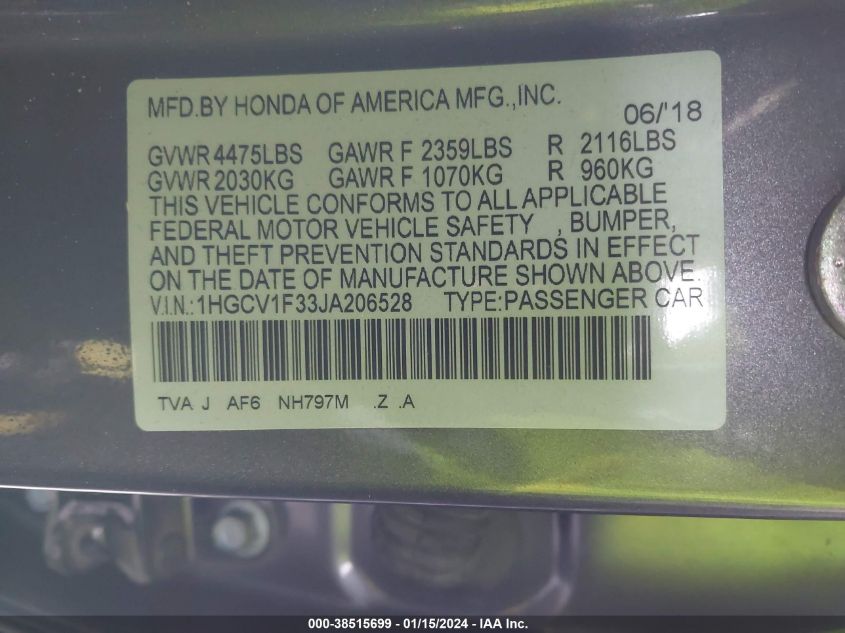 MFD.BY HONDA OF AMERICA MFG.,INC.
06/'18
GVWR 4475LBS GAWR F 2359LBS R 2116LBS
GVWR 2030KG GAWR F 1070KG R 960KG
THIS VEHICLE CONFORMS TO ALL APPLICABLE
FEDERAL MOTOR VEHICLE SAFETY , BUMPER,
AND THEFT PREVENTION STANDARDS IN EFFECT
ON THE DATE OF MANUFACTURE SHOWN ABOVE.
V.I.N.:1HGCV1F33JA206528 TYPE:PASSENGER CAR
TVA J AF6 NH797M .Z .A
000-38515699 - 01/15/2024 - IAA Inc.